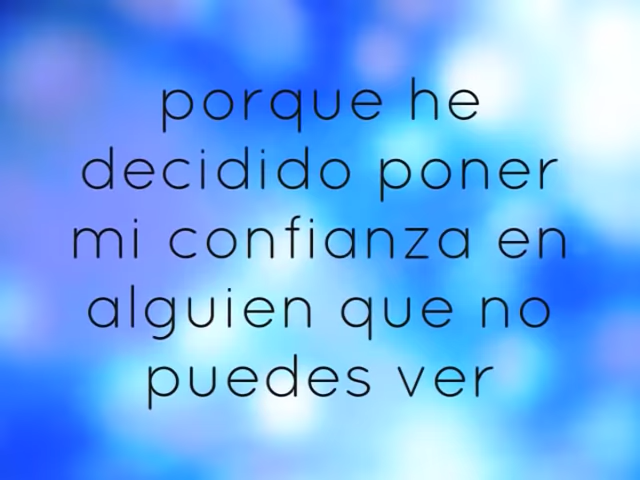 porque he
decidido poner
mi confianza en
alguien que no
puedes ver